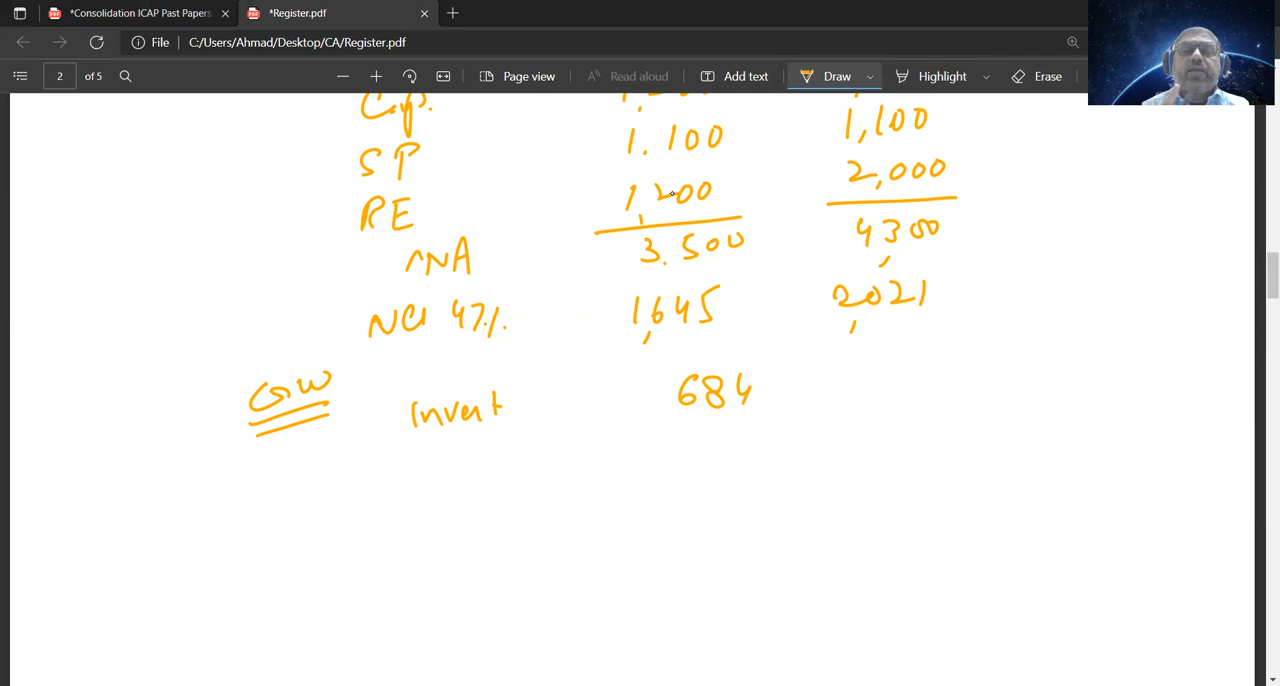 *Consolidation ICAP Past Papers.
*Register.pdf
File C:/Users/Ahmad/Desktop/CA/Register.pdf
2 of 5 Page view Read aloud Add text Draw Highlight Erase
Cap.
SP 1.100 1,100
RE 1,200 2,000
NA 3.500 4,300
NCI 47% 1,645 2,021
GW Invest 684